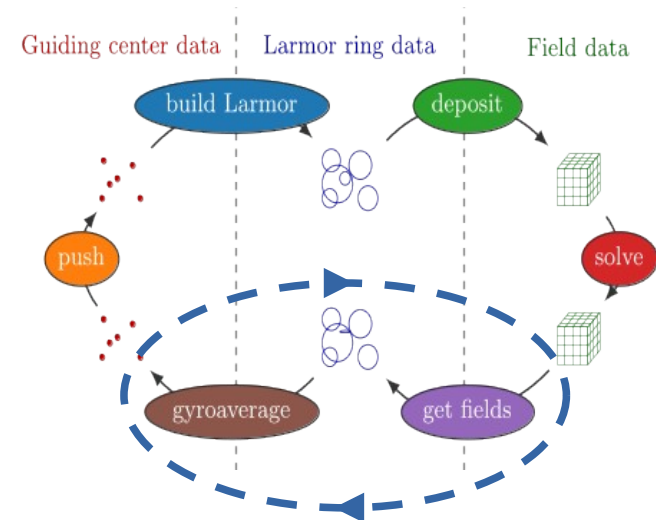 Guiding center data
Larmor ring data
Field data
build Larmor
deposit
push
solve
gyroaverage
get fields